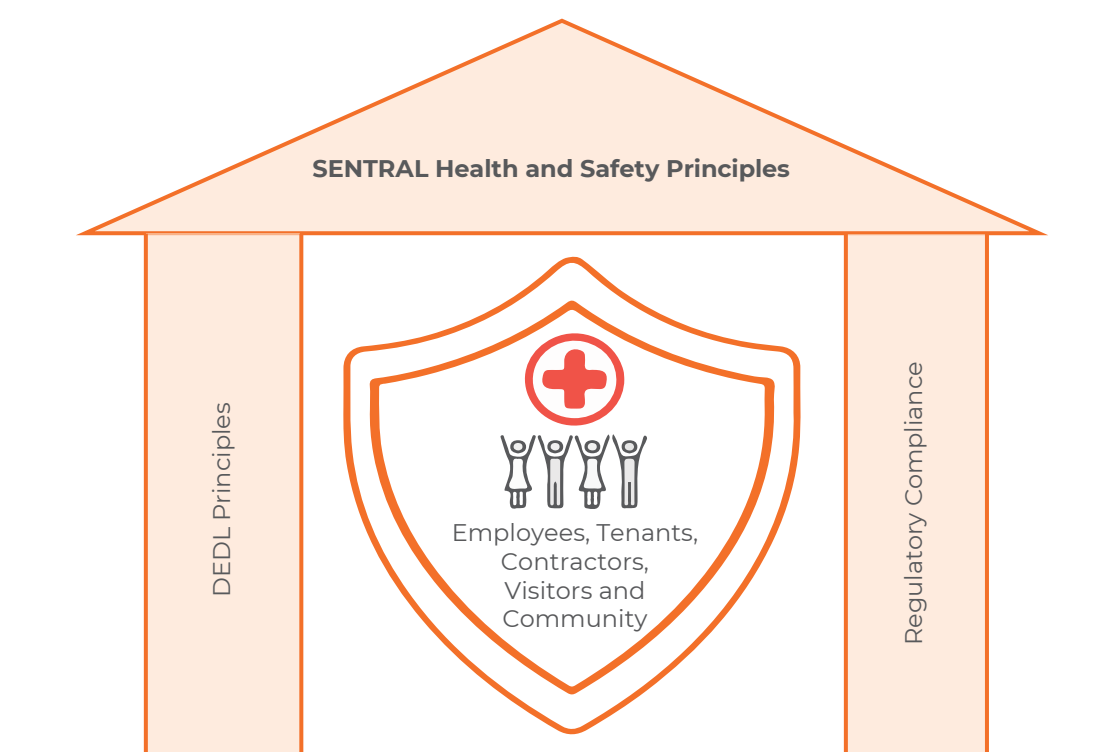 SENTRAL Health and Safety Principles
DEDL Principles
Employees, Tenants,
Contractors,
Visitors and
Community
Regulatory Compliance